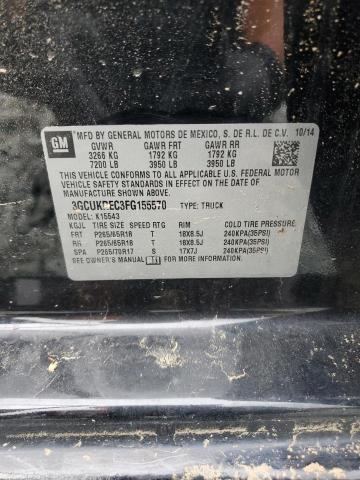 GM
MFD BY GENERAL MOTORS DE MEXICO, S. DE R.L. DE C.V. 10/14
GVWR GAWR FRT GAWR RR
3266 KG 1792 KG 1792 KG
7200 LB 3950 LB 3950 LB
THIS VEHICLE CONFORMS TO ALL APPLICABLE U.S. FEDERAL MOTOR
VEHICLE SAFETY STANDARDS IN EFFECT ON THE DATE OF
MANUFACTURE SHOWN ABOVE.
3GCUKREC3FG155570 TYPE: TRUCK
MODEL: K15543
KGJL TIRE SIZE SPEED RTG RIM COLD TIRE PRESSURE
FRT P265/65R18 T 18X8.5J 240KPA(35PSI)
RR P265/65R18 T 18X8.5J 240KPA(35PSI)
SPA P265/70R17 S 17X7J 240KPA(35PSI)
SEE OWNER'S MANUAL